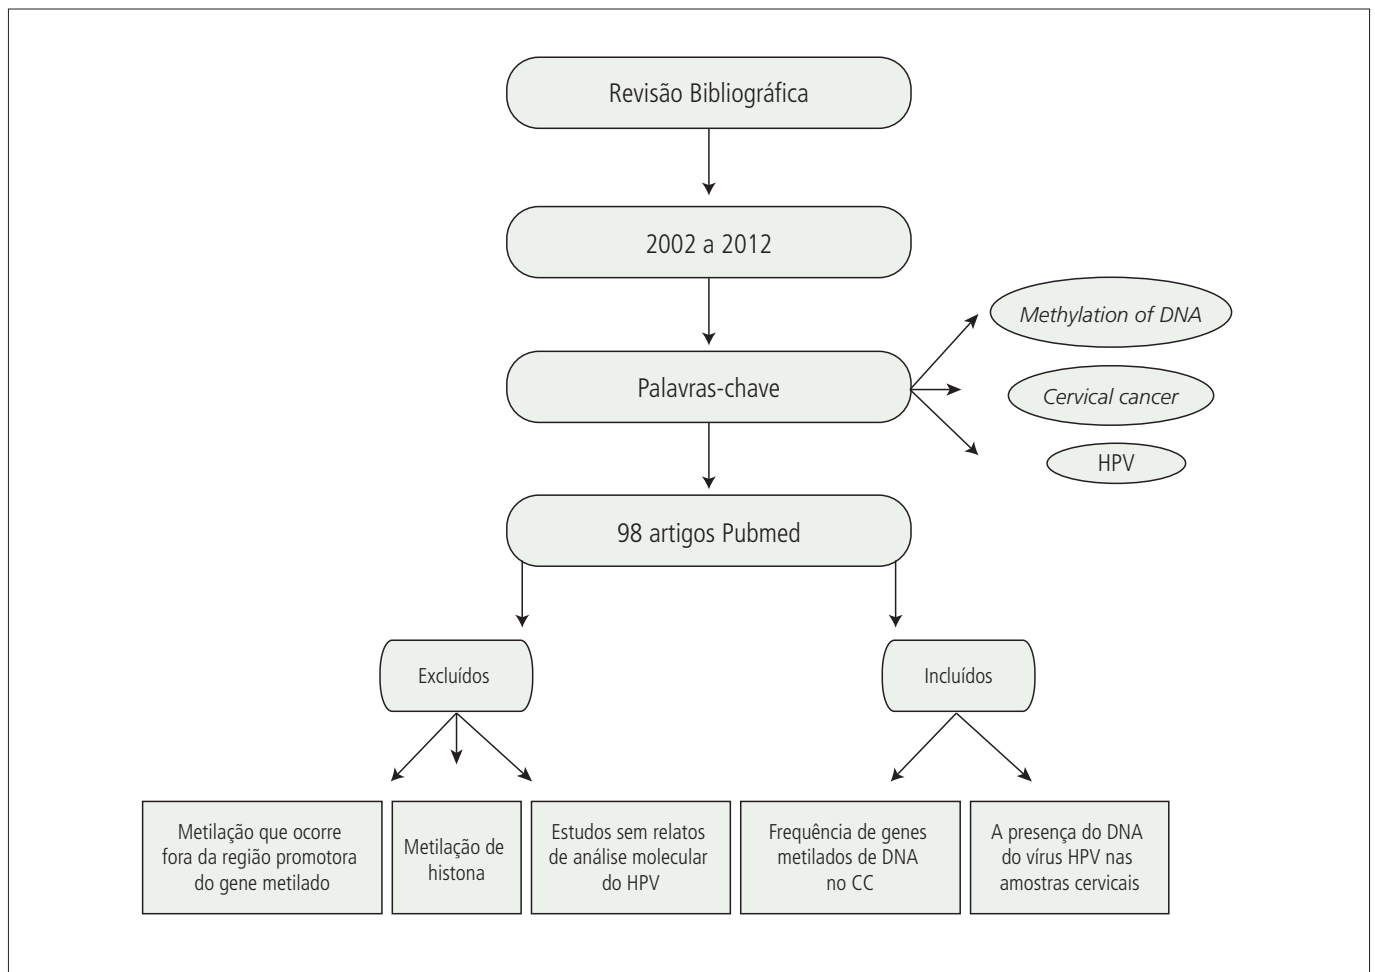 Revisão Bibliográfica
2002 a 2012
Palavras-chave
Methylation of DNA
Cervical cancer
HPV
98 artigos Pubmed
Excluídos
Incluídos
Metilação que ocorre
fora da região promotora
do gene metilado
Metilação de
histona
Estudos sem relatos
de análise molecular
do HPV
Frequência de genes
metilados de DNA
no CC
A presença do DNA
do vírus HPV nas
amostras cervicais